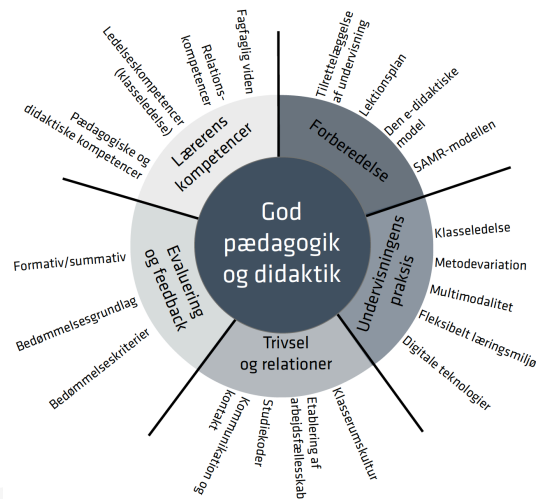 God
pædagogik
og didaktik
Forberedelse
Tilrettelæggelse
af undervisning
Lektionsplan
Den e-didaktiske
model
SAMR-modellen
Undervisningens
praksis
Klasseledelse
Metodevariation
Multimodalitet
Fleksibelt læringsmiljø
Digitale teknologier
Trivsel
og relationer
Klasserumskultur
Etablering af
arbejdsfællesskab
Studiekoder
Kommunikation og
kontakt
Evaluering
og feedback
Bedømmelseskriterier
Bedømmelsesgrundlag
Formativ/summativ
Lærerens
kompetencer
Pædagogiske og
didaktiske kompetencer
Ledelseskompetencer
(klasseledelse)
Relations-
kompetencer
Fagfaglig viden